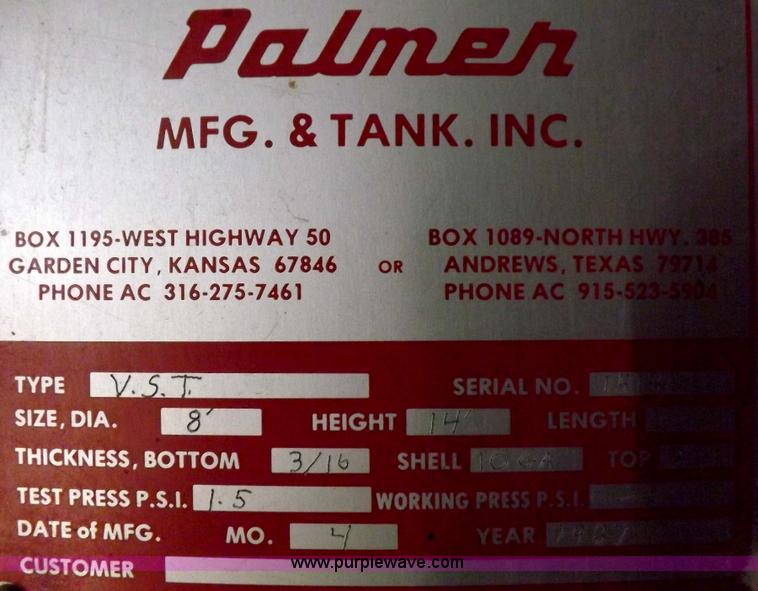 Palmer
MFG. & TANK. INC.
BOX 1195-WEST HIGHWAY 50
GARDEN CITY, KANSAS 67846
PHONE AC 316-275-7461
OR
BOX 1089-NORTH HWY. 385
ANDREWS, TEXAS 79714
PHONE AC 915-523-5904
TYPE V.S.T. SERIAL NO.
SIZE, DIA. 8' HEIGHT 14' LENGTH
THICKNESS, BOTTOM 3/16 SHELL 10 GA TOP
TEST PRESS P.S.I. 1.5 WORKING PRESS P.S.I.
DATE of MFG. MO. 4 YEAR
CUSTOMER
www.purplewave.com